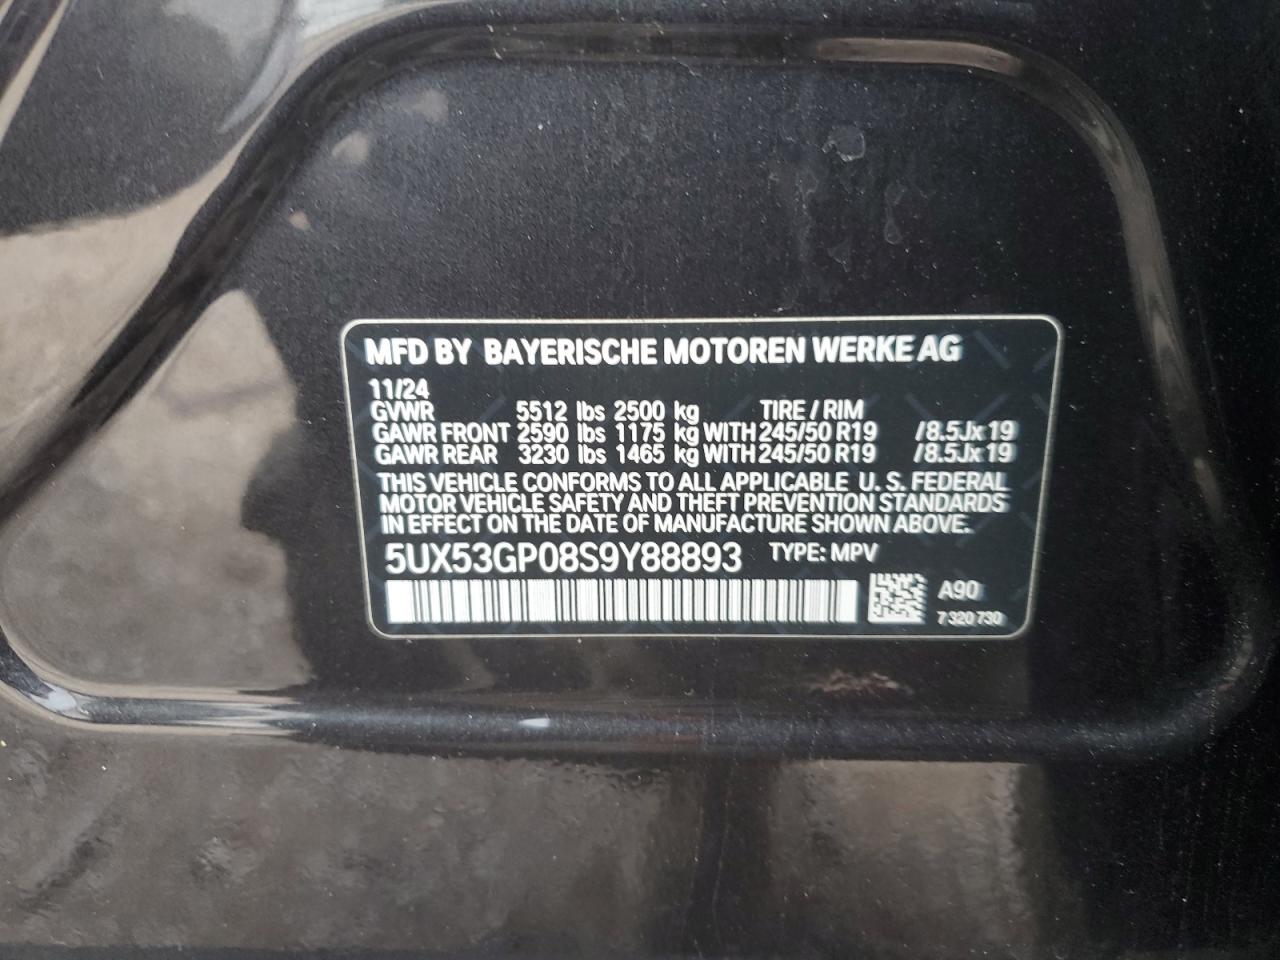 MFD BY BAYERISCHE MOTOREN WERKE AG
11/24
GVWR 5512 lbs 2500 kg TIRE / RIM
GAWR FRONT 2590 lbs 1175 kg WITH 245/50 R19 /8.5Jx19
GAWR REAR 3230 lbs 1465 kg WITH 245/50 R19 /8.5Jx19
THIS VEHICLE CONFORMS TO ALL APPLICABLE U.S. FEDERAL
MOTOR VEHICLE SAFETY AND THEFT PREVENTION STANDARDS
IN EFFECT ON THE DATE OF MANUFACTURE SHOWN ABOVE.
5UX53GP08S9Y88893 TYPE: MPV
A90
7 320 730